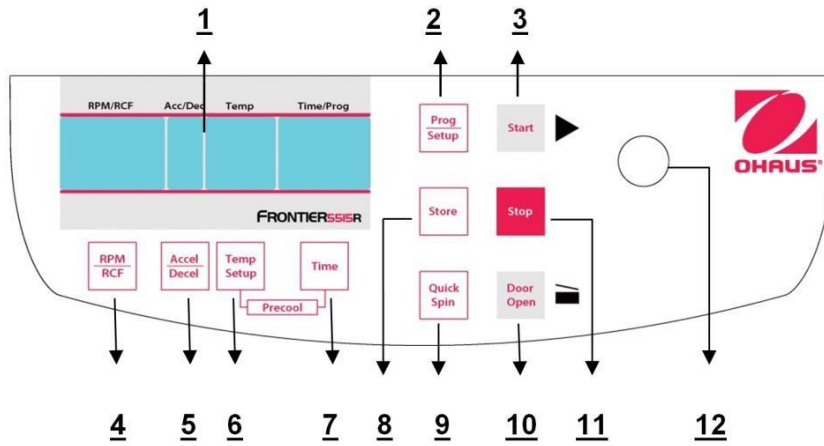 1 2 3
RPM/RCF Acc/Dec Temp Time/Prog
Prog
Setup
Start
OHAUS®
FRONTIER5515R
Store
Stop
RPM
RCF
Accel
Decel
Temp
Setup
Time
Precool
Quick
Spin
Door
Open
4 5 6 7 8 9 10 11 12